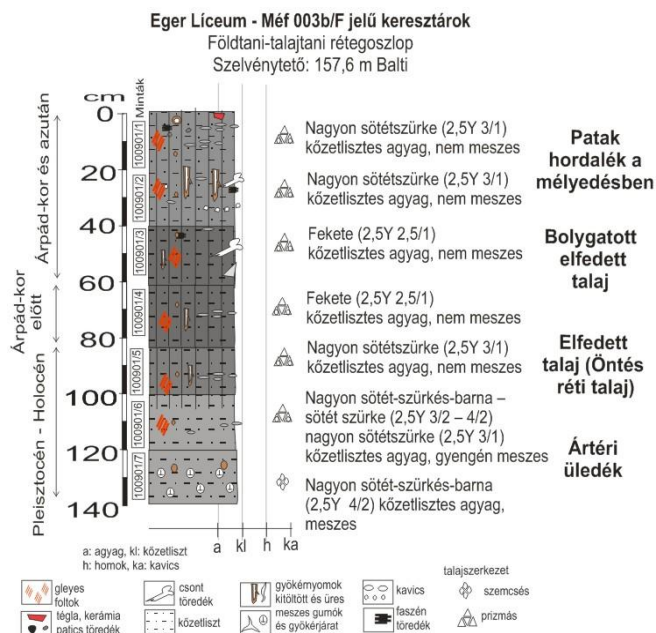 Eger Líceum - Méf 003b/F jelű keresztárok
Földtani-talajtani rétegoszlop
Szelvénytető: 157,6 m Balti
cm
Minták
0
20
40
60
80
100
120
140
Árpád-kor és azután
Árpád-kor
előtt
Pleisztocén - Holocén
100901/1
100901/2
100901/3
100901/4
100901/5
100901/6
100901/7
Nagyon sötétszürke (2,5Y 3/1)
kőzetlisztes agyag, nem meszes
Nagyon sötétszürke (2,5Y 3/1)
kőzetlisztes agyag, nem meszes
Fekete (2,5Y 2,5/1)
kőzetlisztes agyag, nem meszes
Fekete (2,5Y 2,5/1)
kőzetlisztes agyag, nem meszes
Nagyon sötétszürke (2,5Y 3/1)
kőzetlisztes agyag, nem meszes
Nagyon sötét-szürkés-barna –
sötét szürke (2,5Y 3/2 – 4/2)
nagyon sötétszürke (2,5Y 3/1)
kőzetlisztes agyag, gyengén meszes
Nagyon sötét-szürkés-barna
(2,5Y 4/2) kőzetlisztes agyag,
meszes
Patak
hordalék a
mélyedésben
Bolygatott
elfedett
talaj
Elfedett
talaj (Öntés
réti talaj)
Ártéri
üledék
a kl h ka
a: agyag, kl: kőzetliszt
h: homok, ka: kavics
gleyes
foltok
tégla, kerámia
patics töredék
csont
töredék
kőzetliszt
gyökérnyomok
kitöltött és üres
meszes gumók
és gyökérjárat
kavics
faszén
töredék
talajszerkezet
szemcsés
prizmás